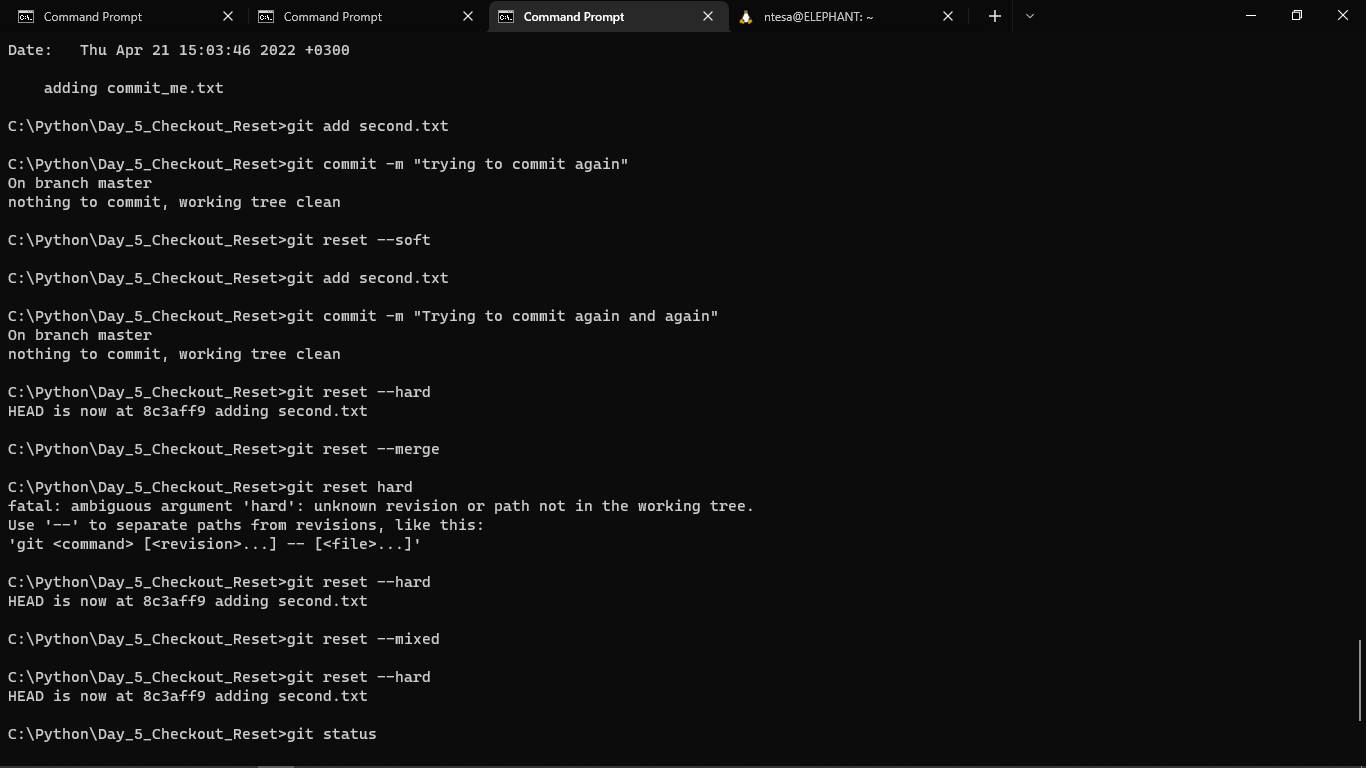 Command Prompt
Command Prompt
Command Prompt
ntesa@ELEPHANT: ~
Date:   Thu Apr 21 15:03:46 2022 +0300
    adding commit_me.txt
C:\Python\Day_5_Checkout_Reset>git add second.txt
C:\Python\Day_5_Checkout_Reset>git commit -m "trying to commit again"
On branch master
nothing to commit, working tree clean
C:\Python\Day_5_Checkout_Reset>git reset --soft
C:\Python\Day_5_Checkout_Reset>git add second.txt
C:\Python\Day_5_Checkout_Reset>git commit -m "Trying to commit again and again"
On branch master
nothing to commit, working tree clean
C:\Python\Day_5_Checkout_Reset>git reset --hard
HEAD is now at 8c3aff9 adding second.txt
C:\Python\Day_5_Checkout_Reset>git reset --merge
C:\Python\Day_5_Checkout_Reset>git reset hard
fatal: ambiguous argument 'hard': unknown revision or path not in the working tree.
Use '--' to separate paths from revisions, like this:
'git <command> [<revision>...] -- [<file>...]'
C:\Python\Day_5_Checkout_Reset>git reset --hard
HEAD is now at 8c3aff9 adding second.txt
C:\Python\Day_5_Checkout_Reset>git reset --mixed
C:\Python\Day_5_Checkout_Reset>git reset --hard
HEAD is now at 8c3aff9 adding second.txt
C:\Python\Day_5_Checkout_Reset>git status